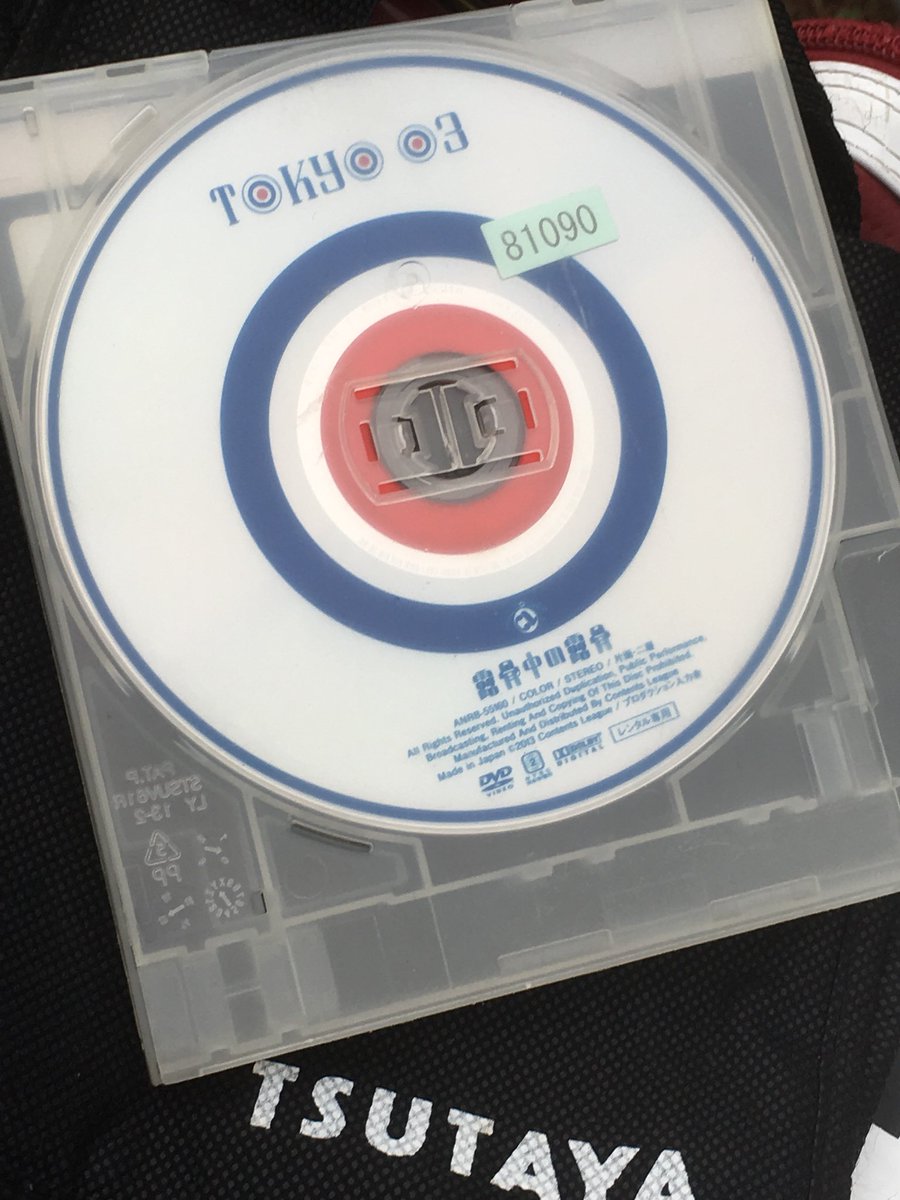 TOKYO 03
81090
露骨中の露骨
ANRB-55160 / COLOR / STEREO / 片面・二層
All Rights Reserved. Unauthorized Duplication, Public Performance,
Broadcasting, Renting And Copying Of This Disc Prohibited.
Manufactured And Distributed By Contents League
Made in Japan ©2013 Contents League / プロダクション人力舎
DVD VIDEO
2
DOLBY DIGITAL
レンタル専用
PP
TSUTAYA